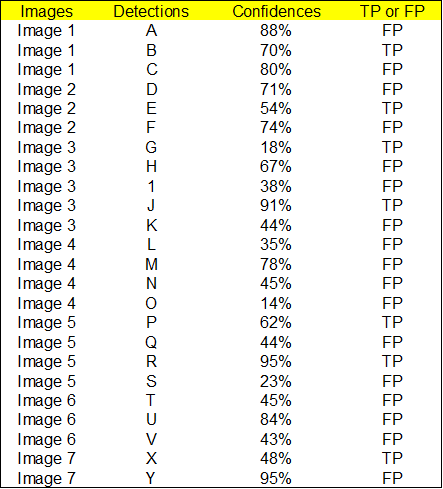 Images Detections Confidences TP or FP
Image 1 A 88% FP
Image 1 B 70% TP
Image 1 C 80% FP
Image 2 D 71% FP
Image 2 E 54% TP
Image 2 F 74% FP
Image 3 G 18% TP
Image 3 H 67% FP
Image 3 1 38% FP
Image 3 J 91% TP
Image 3 K 44% FP
Image 4 L 35% FP
Image 4 M 78% FP
Image 4 N 45% FP
Image 4 O 14% FP
Image 5 P 62% TP
Image 5 Q 44% FP
Image 5 R 95% TP
Image 5 S 23% FP
Image 6 T 45% FP
Image 6 U 84% FP
Image 6 V 43% FP
Image 7 X 48% TP
Image 7 Y 95% FP